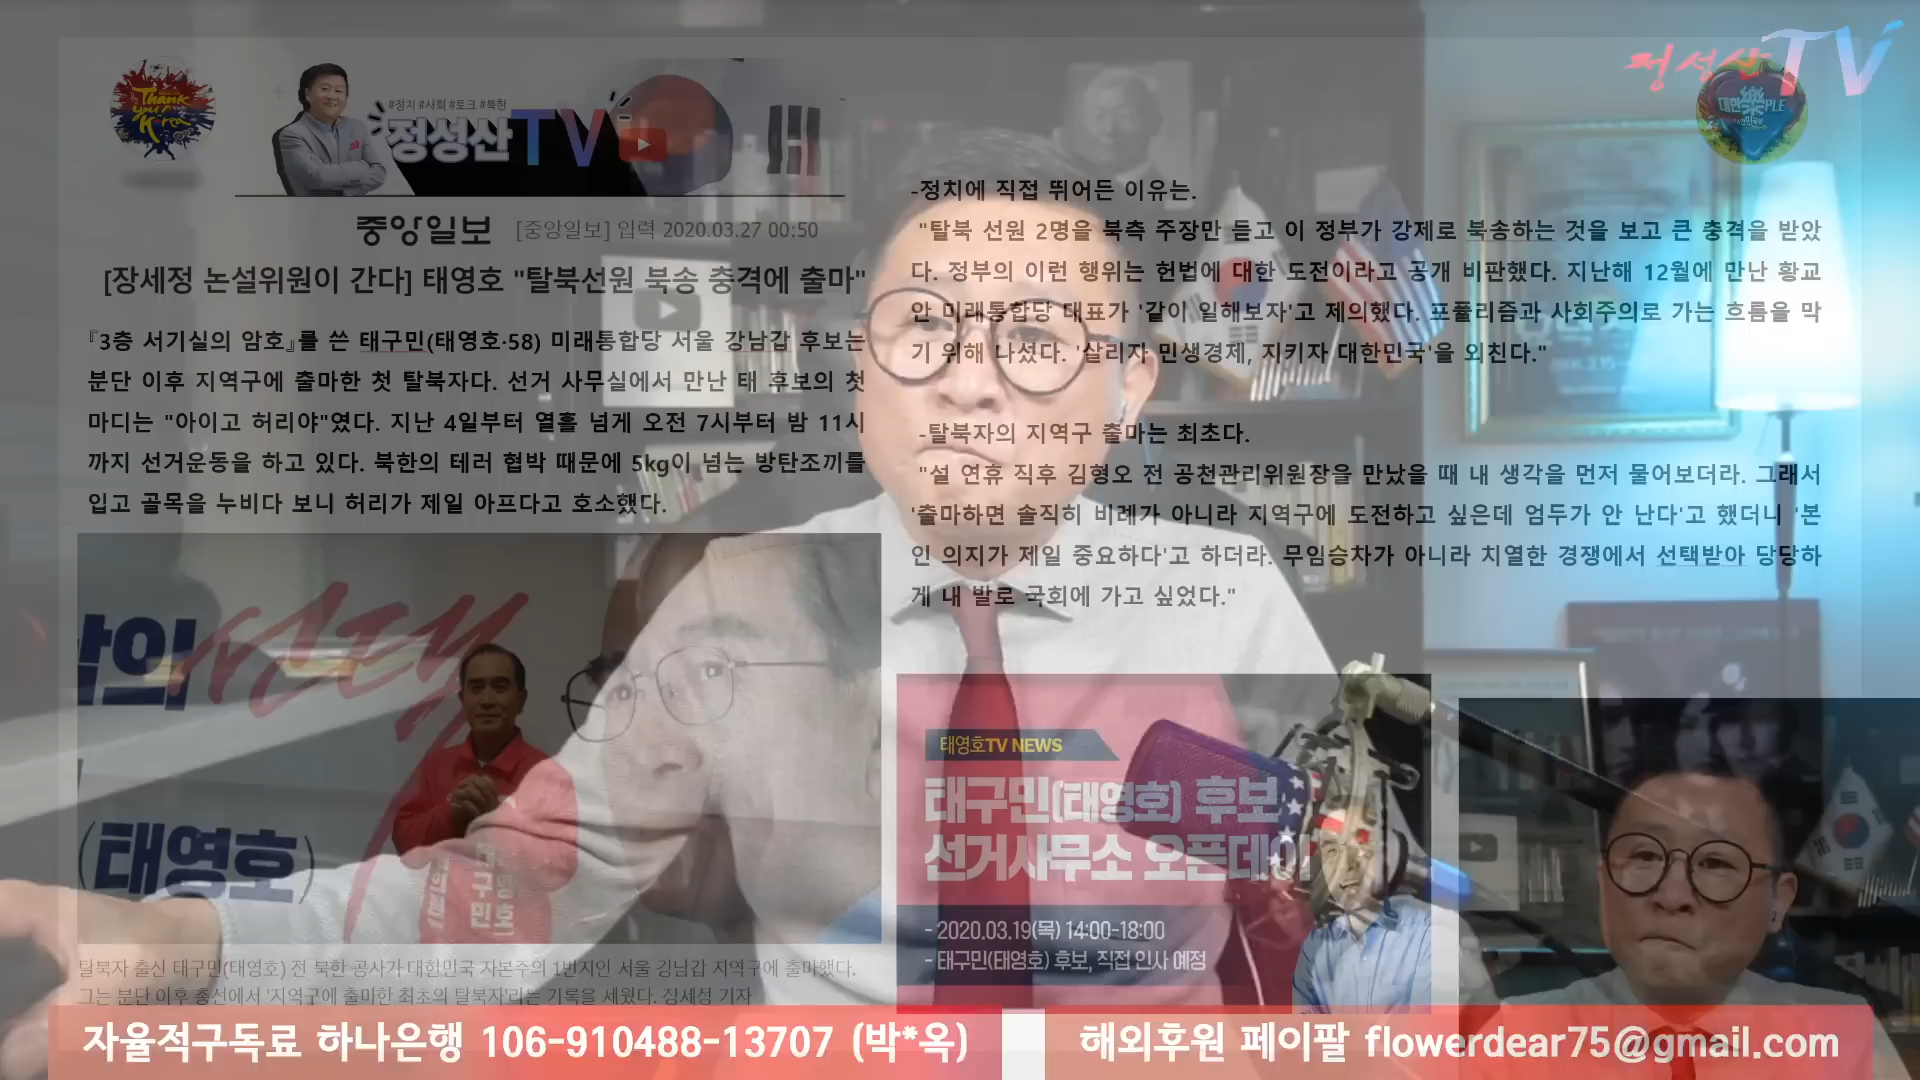 정성산TV
Thank you Korea
#정치 #사회 #토크 #북한
정성산TV
중앙일보 [중앙일보] 입력 2020.03.27 00:50
[장세정 논설위원이 간다] 태영호 "탈북선원 북송 충격에 출마"
『3층 서기실의 암호』를 쓴 태구민(태영호·58) 미래통합당 서울 강남갑 후보는
분단 이후 지역구에 출마한 첫 탈북자다. 선거 사무실에서 만난 태 후보의 첫
마디는 "아이고 허리야"였다. 지난 4일부터 열흘 넘게 오전 7시부터 밤 11시
까지 선거운동을 하고 있다. 북한의 테러 협박 때문에 5kg이 넘는 방탄조끼를
입고 골목을 누비다 보니 허리가 제일 아프다고 호소했다.
선택
(태영호)
탈북자 출신 태구민(태영호) 전 북한 공사가 대한민국 자본주의 1번지인 서울 강남갑 지역구에 출마했다.
그는 분단 이후 총선에서 '지역구에 출마한 최초의 탈북자'라는 기록을 세웠다. 장세정 기자
-정치에 직접 뛰어든 이유는.
"탈북 선원 2명을 북측 주장만 듣고 이 정부가 강제로 북송하는 것을 보고 큰 충격을 받았
다. 정부의 이런 행위는 헌법에 대한 도전이라고 공개 비판했다. 지난해 12월에 만난 황교
안 미래통합당 대표가 '같이 일해보자'고 제의했다. 포퓰리즘과 사회주의로 가는 흐름을 막
기 위해 나섰다. '살리자 민생경제, 지키자 대한민국'을 외친다."
-탈북자의 지역구 출마는 최초다.
"설 연휴 직후 김형오 전 공천관리위원장을 만났을 때 내 생각을 먼저 물어보더라. 그래서
'출마하면 솔직히 비례가 아니라 지역구에 도전하고 싶은데 엄두가 안 난다'고 했더니 '본
인 의지가 제일 중요하다'고 하더라. 무임승차가 아니라 치열한 경쟁에서 선택받아 당당하
게 내 발로 국회에 가고 싶었다."
태영호TV NEWS
태구민(태영호) 후보
선거사무소 오픈데이
- 2020.03.19(목) 14:00-18:00
- 태구민(태영호) 후보, 직접 인사 예정
자율적구독료 하나은행 106-910488-13707 (박*옥)
해외후원 페이팔 flowerdear75@gmail.com